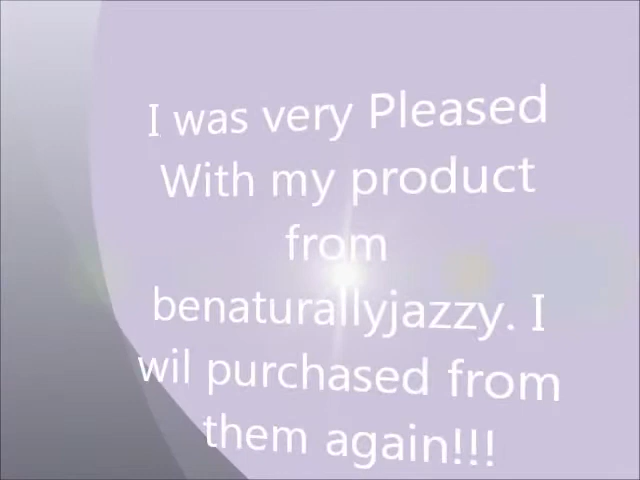 I was very Pleased
With my product
from
benaturallyjazzy. I
wil purchased from
them again!!!